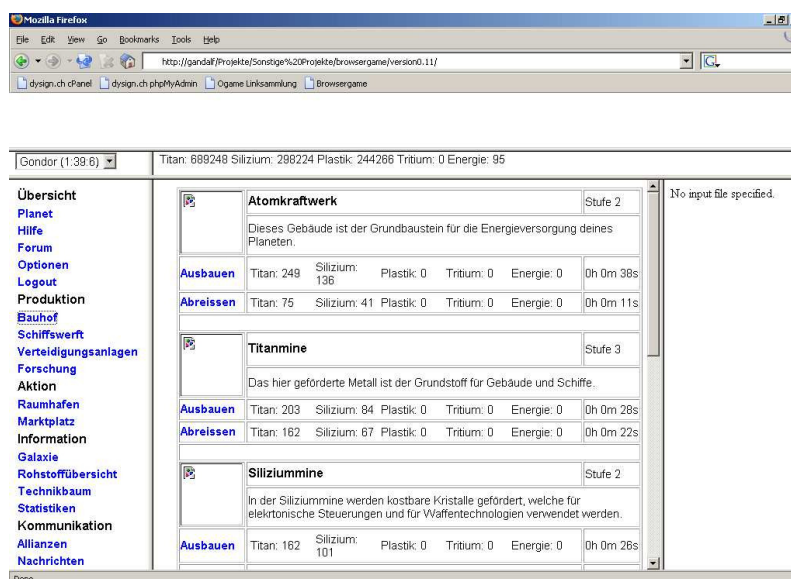 Mozilla Firefox
File Edit View Go Bookmarks Tools Help
http://gandalf/Projekte/Sonstige%20Projekte/browsergame/version0.11/
dysign.ch cPanel dysign.ch phpMyAdmin Ogame Linksammlung Browsergame
Gondor (1:39:6) Titan: 689248 Silizium: 298224 Plastik: 244266 Tritium: 0 Energie: 95
Übersicht
Planet
Hilfe
Forum
Optionen
Logout
Produktion
Bauhof
Schiffswerft
Verteidigungsanlagen
Forschung
Aktion
Raumhafen
Marktplatz
Information
Galaxie
Rohstoffübersicht
Technikbaum
Statistiken
Kommunikation
Allianzen
Nachrichten
Atomkraftwerk Stufe 2
Dieses Gebäude ist der Grundbaustein für die Energieversorgung deines
Planeten.
Ausbauen Titan: 249 Silizium: 136 Plastik: 0 Tritium: 0 Energie: 0 0h 0m 38s
Abreissen Titan: 75 Silizium: 41 Plastik: 0 Tritium: 0 Energie: 0 0h 0m 11s
Titanmine Stufe 3
Das hier geförderte Metall ist der Grundstoff für Gebäude und Schiffe.
Ausbauen Titan: 203 Silizium: 84 Plastik: 0 Tritium: 0 Energie: 0 0h 0m 28s
Abreissen Titan: 162 Silizium: 67 Plastik: 0 Tritium: 0 Energie: 0 0h 0m 22s
Siliziummine Stufe 2
In der Siliziummine werden kostbare Kristalle gefördert, welche für
elekrtonische Steuerungen und für Waffentechnologien verwendet werden.
Ausbauen Titan: 162 Silizium: 101 Plastik: 0 Tritium: 0 Energie: 0 0h 0m 26s
No input file specified.
Done